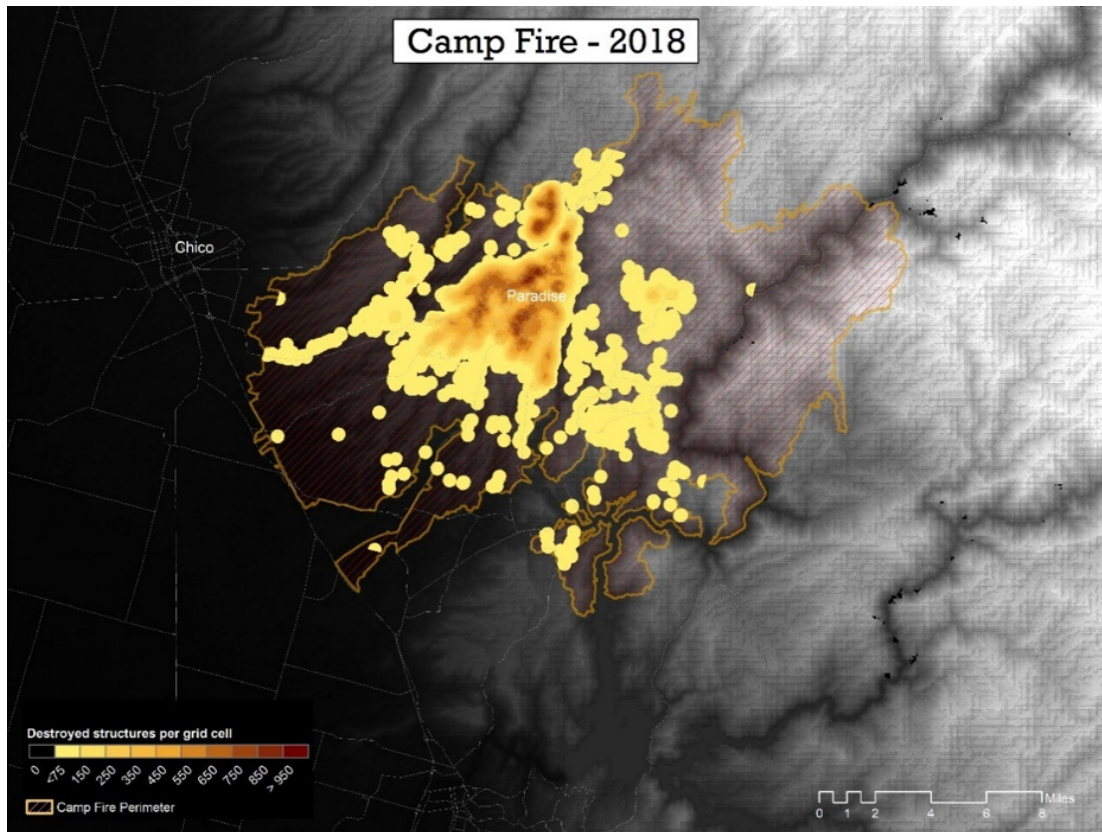 Camp Fire - 2018
Chico
Paradise
Destroyed structures per grid cell
0 <75 150 250 350 450 550 650 750 850 > 950
Camp Fire Perimeter
Miles
0 1 2 4 6 8